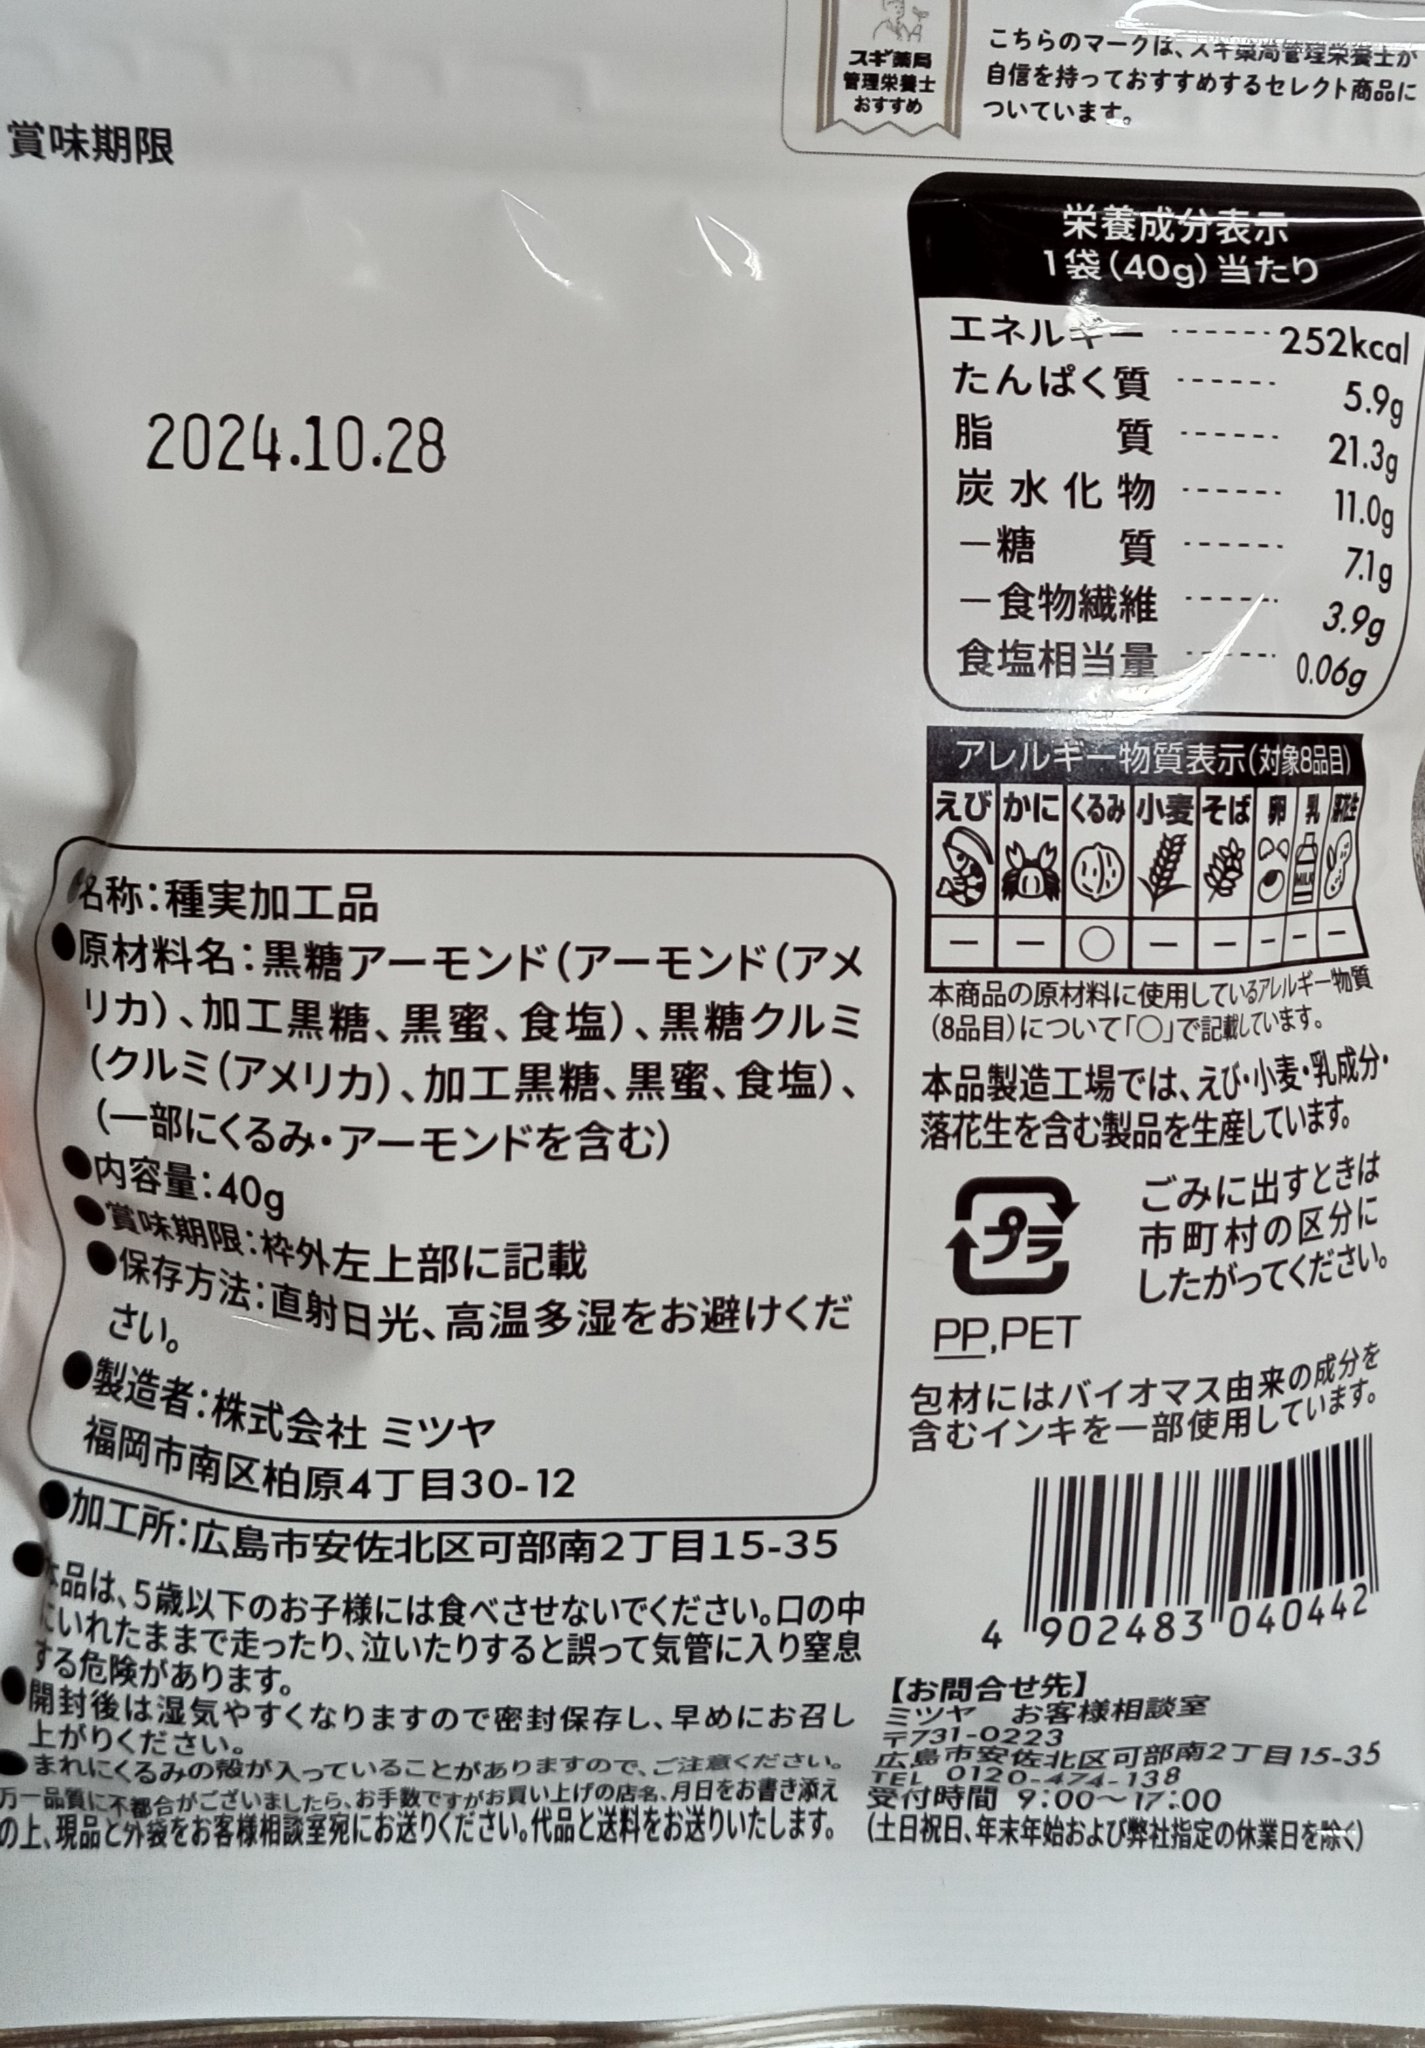 スギ薬局
管理栄養士
おすすめ
こちらのマークは、スギ薬局管理栄養士が
自信を持っておすすめするセレクト商品に
ついています。
賞味期限
2024.10.28
栄養成分表示
1袋(40g)当たり
エネルギー 252kcal
たんぱく質 5.9g
脂質 21.3g
炭水化物 11.0g
－糖質 7.1g
－食物繊維 3.9g
食塩相当量 0.06g
アレルギー物質表示(対象8品目)
えび かに くるみ 小麦 そば 卵 乳 落花生
MILK
－ － ○ － － － － －
本商品の原材料に使用しているアレルギー物質
(8品目)について「○」で記載しています。
本品製造工場では、えび・小麦・乳成分・
落花生を含む製品を生産しています。
プラ
PP,PET
ごみに出すときは
市町村の区分に
したがってください。
包材にはバイオマス由来の成分を
含むインキを一部使用しています。
4 902483 040442
【お問合せ先】
ミツヤ お客様相談室
〒731-0223
広島市安佐北区可部南2丁目15-35
TEL 0120-474-138
受付時間 9:00～17:00
(土日祝日、年末年始および弊社指定の休業日を除く)
●名称：種実加工品
●原材料名：黒糖アーモンド(アーモンド(アメ
リカ)、加工黒糖、黒蜜、食塩)、黒糖クルミ
(クルミ(アメリカ)、加工黒糖、黒蜜、食塩)、
(一部にくるみ・アーモンドを含む)
●内容量：40g
●賞味期限：枠外左上部に記載
●保存方法：直射日光、高温多湿をお避けくだ
さい。
●製造者：株式会社 ミツヤ
福岡市南区柏原4丁目30-12
●加工所：広島市安佐北区可部南2丁目15-35
●本品は、5歳以下のお子様には食べさせないでください。口の中
にいれたままで走ったり、泣いたりすると誤って気管に入り窒息
する危険があります。
●開封後は湿気やすくなりますので密封保存し、早めにお召し
上がりください。
●まれにくるみの殻が入っていることがありますので、ご注意ください。
万一品質に不都合がございましたら、お手数ですがお買い上げの店名、月日をお書き添え
の上、現品と外袋をお客様相談室宛にお送りください。代品と送料をお送りいたします。